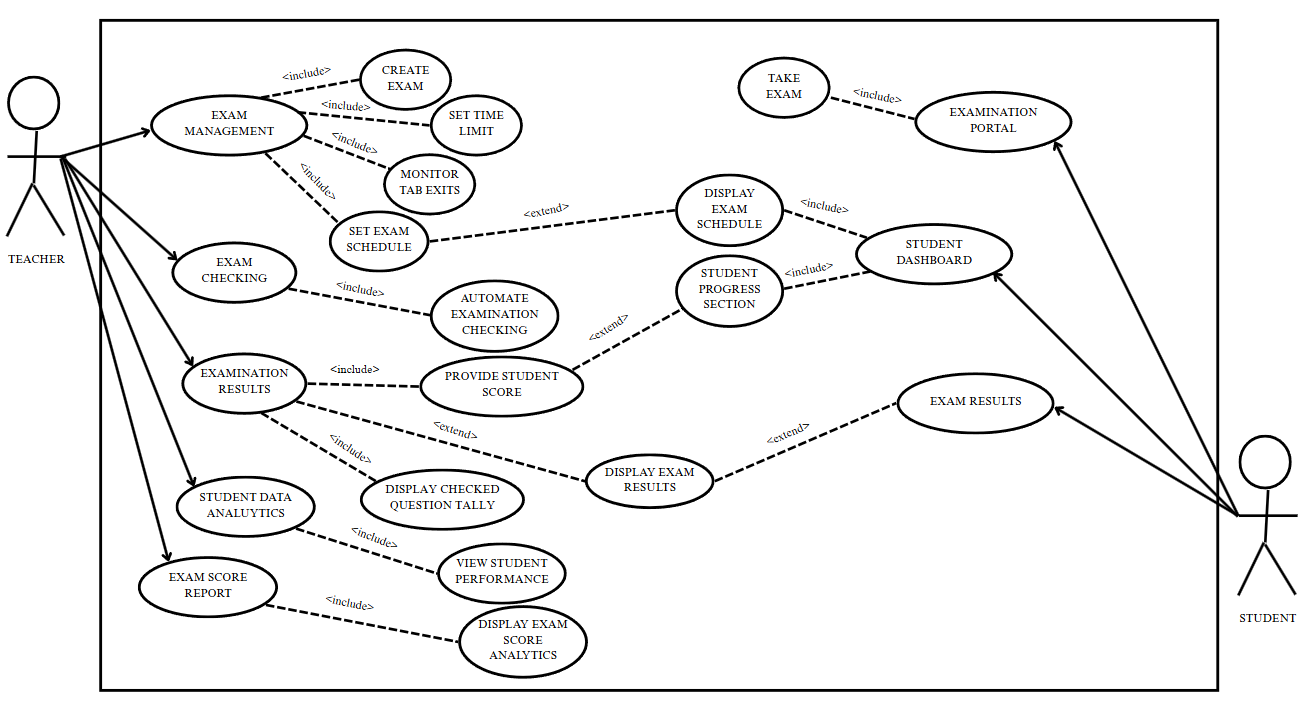 <include>
CREATE
EXAM
TAKE
EXAM
<include>
EXAM
MANAGEMENT
<include>
SET TIME
LIMIT
EXAMINATION
PORTAL
<include>
MONITOR
TAB EXITS
<include>
TEACHER
SET EXAM
SCHEDULE
<extend>
DISPLAY
EXAM
SCHEDULE
<include>
STUDENT
DASHBOARD
EXAM
CHECKING
<include>
AUTOMATE
EXAMINATION
CHECKING
STUDENT
PROGRESS
SECTION
<include>
<extend>
EXAMINATION
RESULTS
<include>
PROVIDE STUDENT
SCORE
EXAM RESULTS
<extend>
<extend>
<include>
DISPLAY EXAM
RESULTS
DISPLAY CHECKED
QUESTION TALLY
STUDENT DATA
ANALUYTICS
<include>
VIEW STUDENT
PERFORMANCE
EXAM SCORE
REPORT
<include>
DISPLAY EXAM
SCORE
ANALYTICS
STUDENT